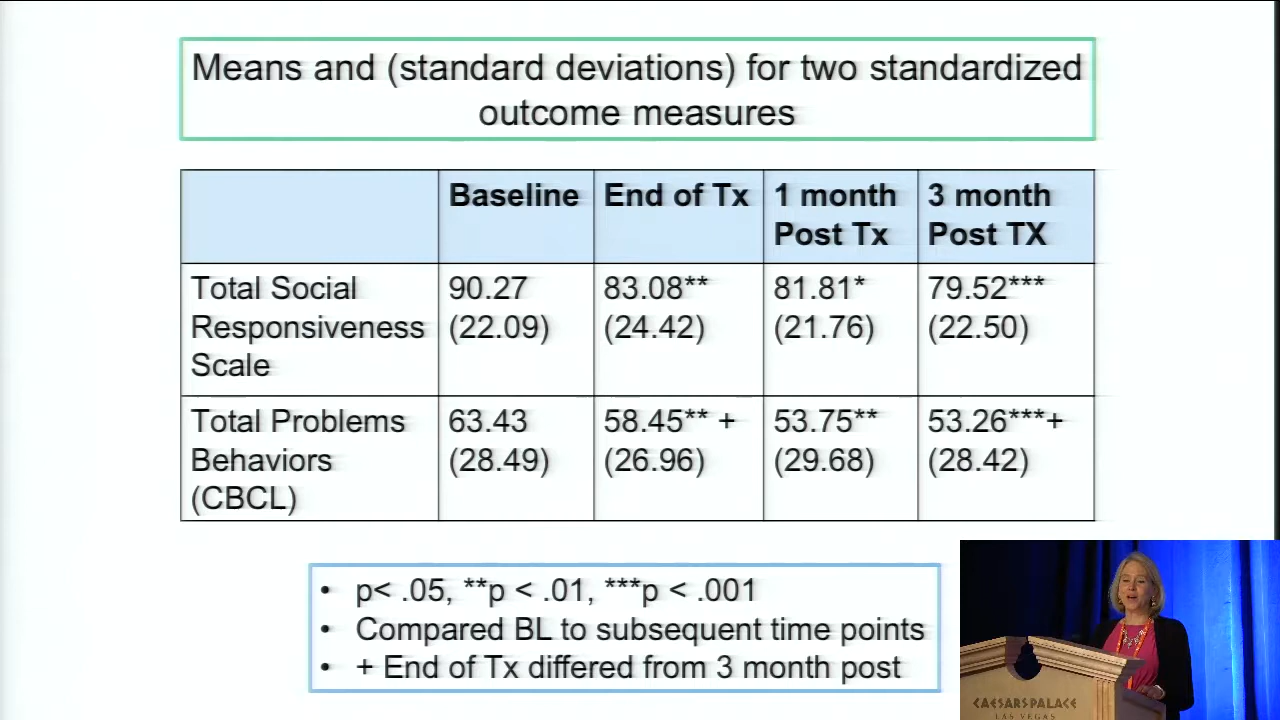 Means and (standard deviations) for two standardized
outcome measures
Baseline
End of Tx
1 month
Post Tx
3 month
Post TX
Total Social
Responsiveness
Scale
90.27
(22.09)
83.08**
(24.42)
81.81*
(21.76)
79.52***
(22.50)
Total Problems
Behaviors
(CBCL)
63.43
(28.49)
58.45** +
(26.96)
53.75**
(29.68)
53.26***+
(28.42)
• p< .05, **p < .01, ***p < .001
• Compared BL to subsequent time points
• + End of Tx differed from 3 month post
CAESARS PALACE
LAS VEGAS